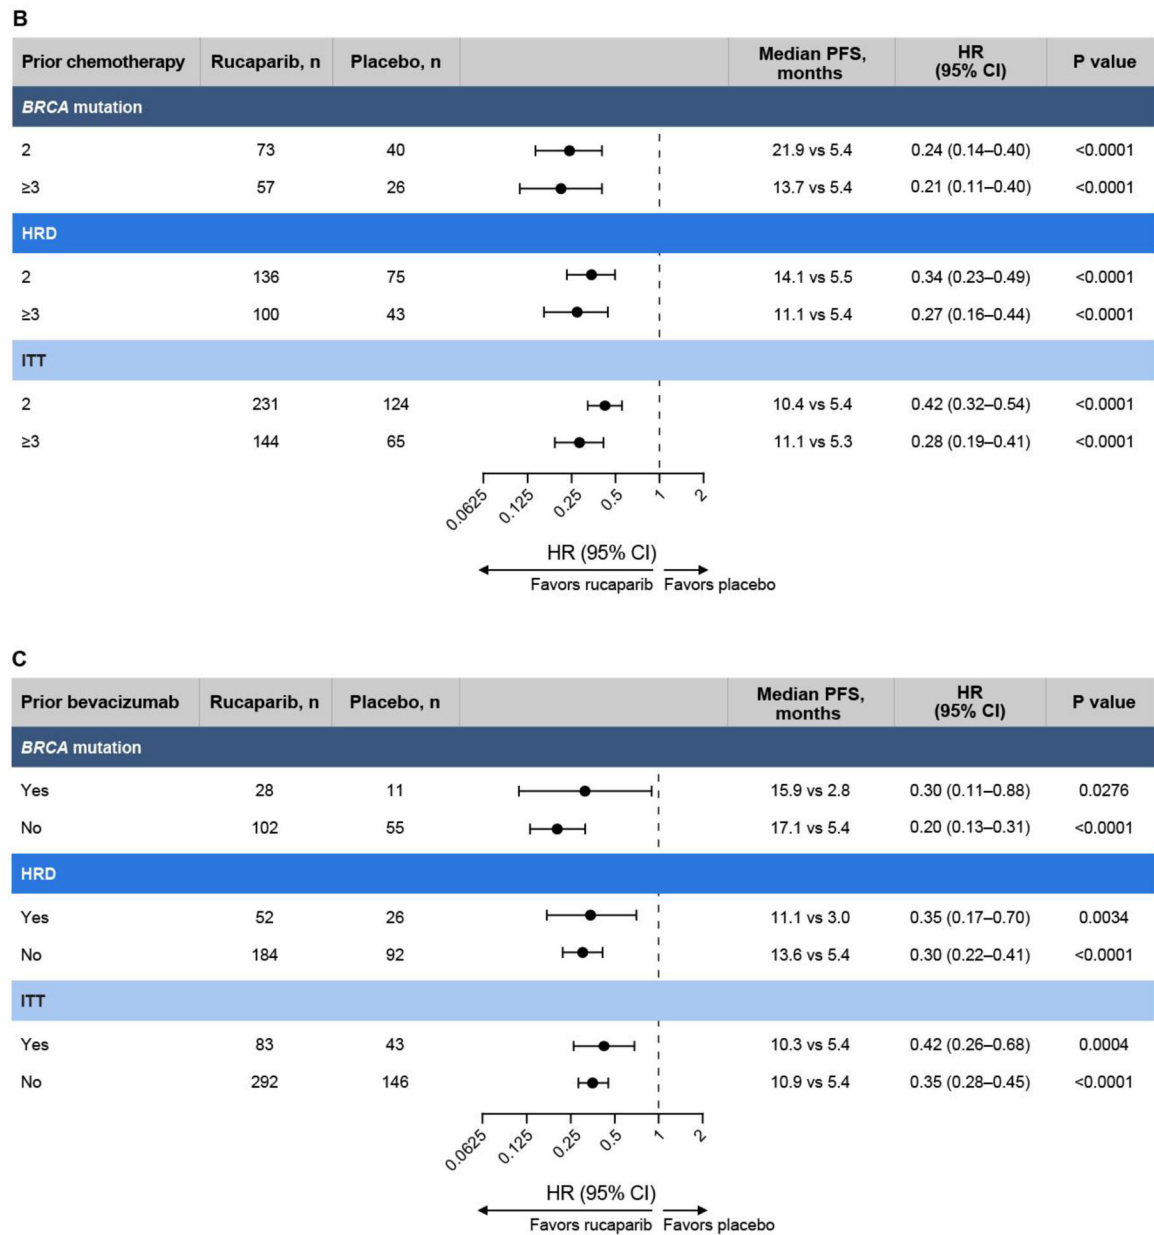 B
Prior chemotherapy Rucaparib, n Placebo, n Median PFS, months HR (95% CI) P value
BRCA mutation
2 73 40 21.9 vs 5.4 0.24 (0.14–0.40) <0.0001
≥3 57 26 13.7 vs 5.4 0.21 (0.11–0.40) <0.0001
HRD
2 136 75 14.1 vs 5.5 0.34 (0.23–0.49) <0.0001
≥3 100 43 11.1 vs 5.4 0.27 (0.16–0.44) <0.0001
ITT
2 231 124 10.4 vs 5.4 0.42 (0.32–0.54) <0.0001
≥3 144 65 11.1 vs 5.3 0.28 (0.19–0.41) <0.0001
0.0625 0.125 0.25 0.5 1 2
HR (95% CI)
Favors rucaparib Favors placebo
C
Prior bevacizumab Rucaparib, n Placebo, n Median PFS, months HR (95% CI) P value
BRCA mutation
Yes 28 11 15.9 vs 2.8 0.30 (0.11–0.88) 0.0276
No 102 55 17.1 vs 5.4 0.20 (0.13–0.31) <0.0001
HRD
Yes 52 26 11.1 vs 3.0 0.35 (0.17–0.70) 0.0034
No 184 92 13.6 vs 5.4 0.30 (0.22–0.41) <0.0001
ITT
Yes 83 43 10.3 vs 5.4 0.42 (0.26–0.68) 0.0004
No 292 146 10.9 vs 5.4 0.35 (0.28–0.45) <0.0001
0.0625 0.125 0.25 0.5 1 2
HR (95% CI)
Favors rucaparib Favors placebo